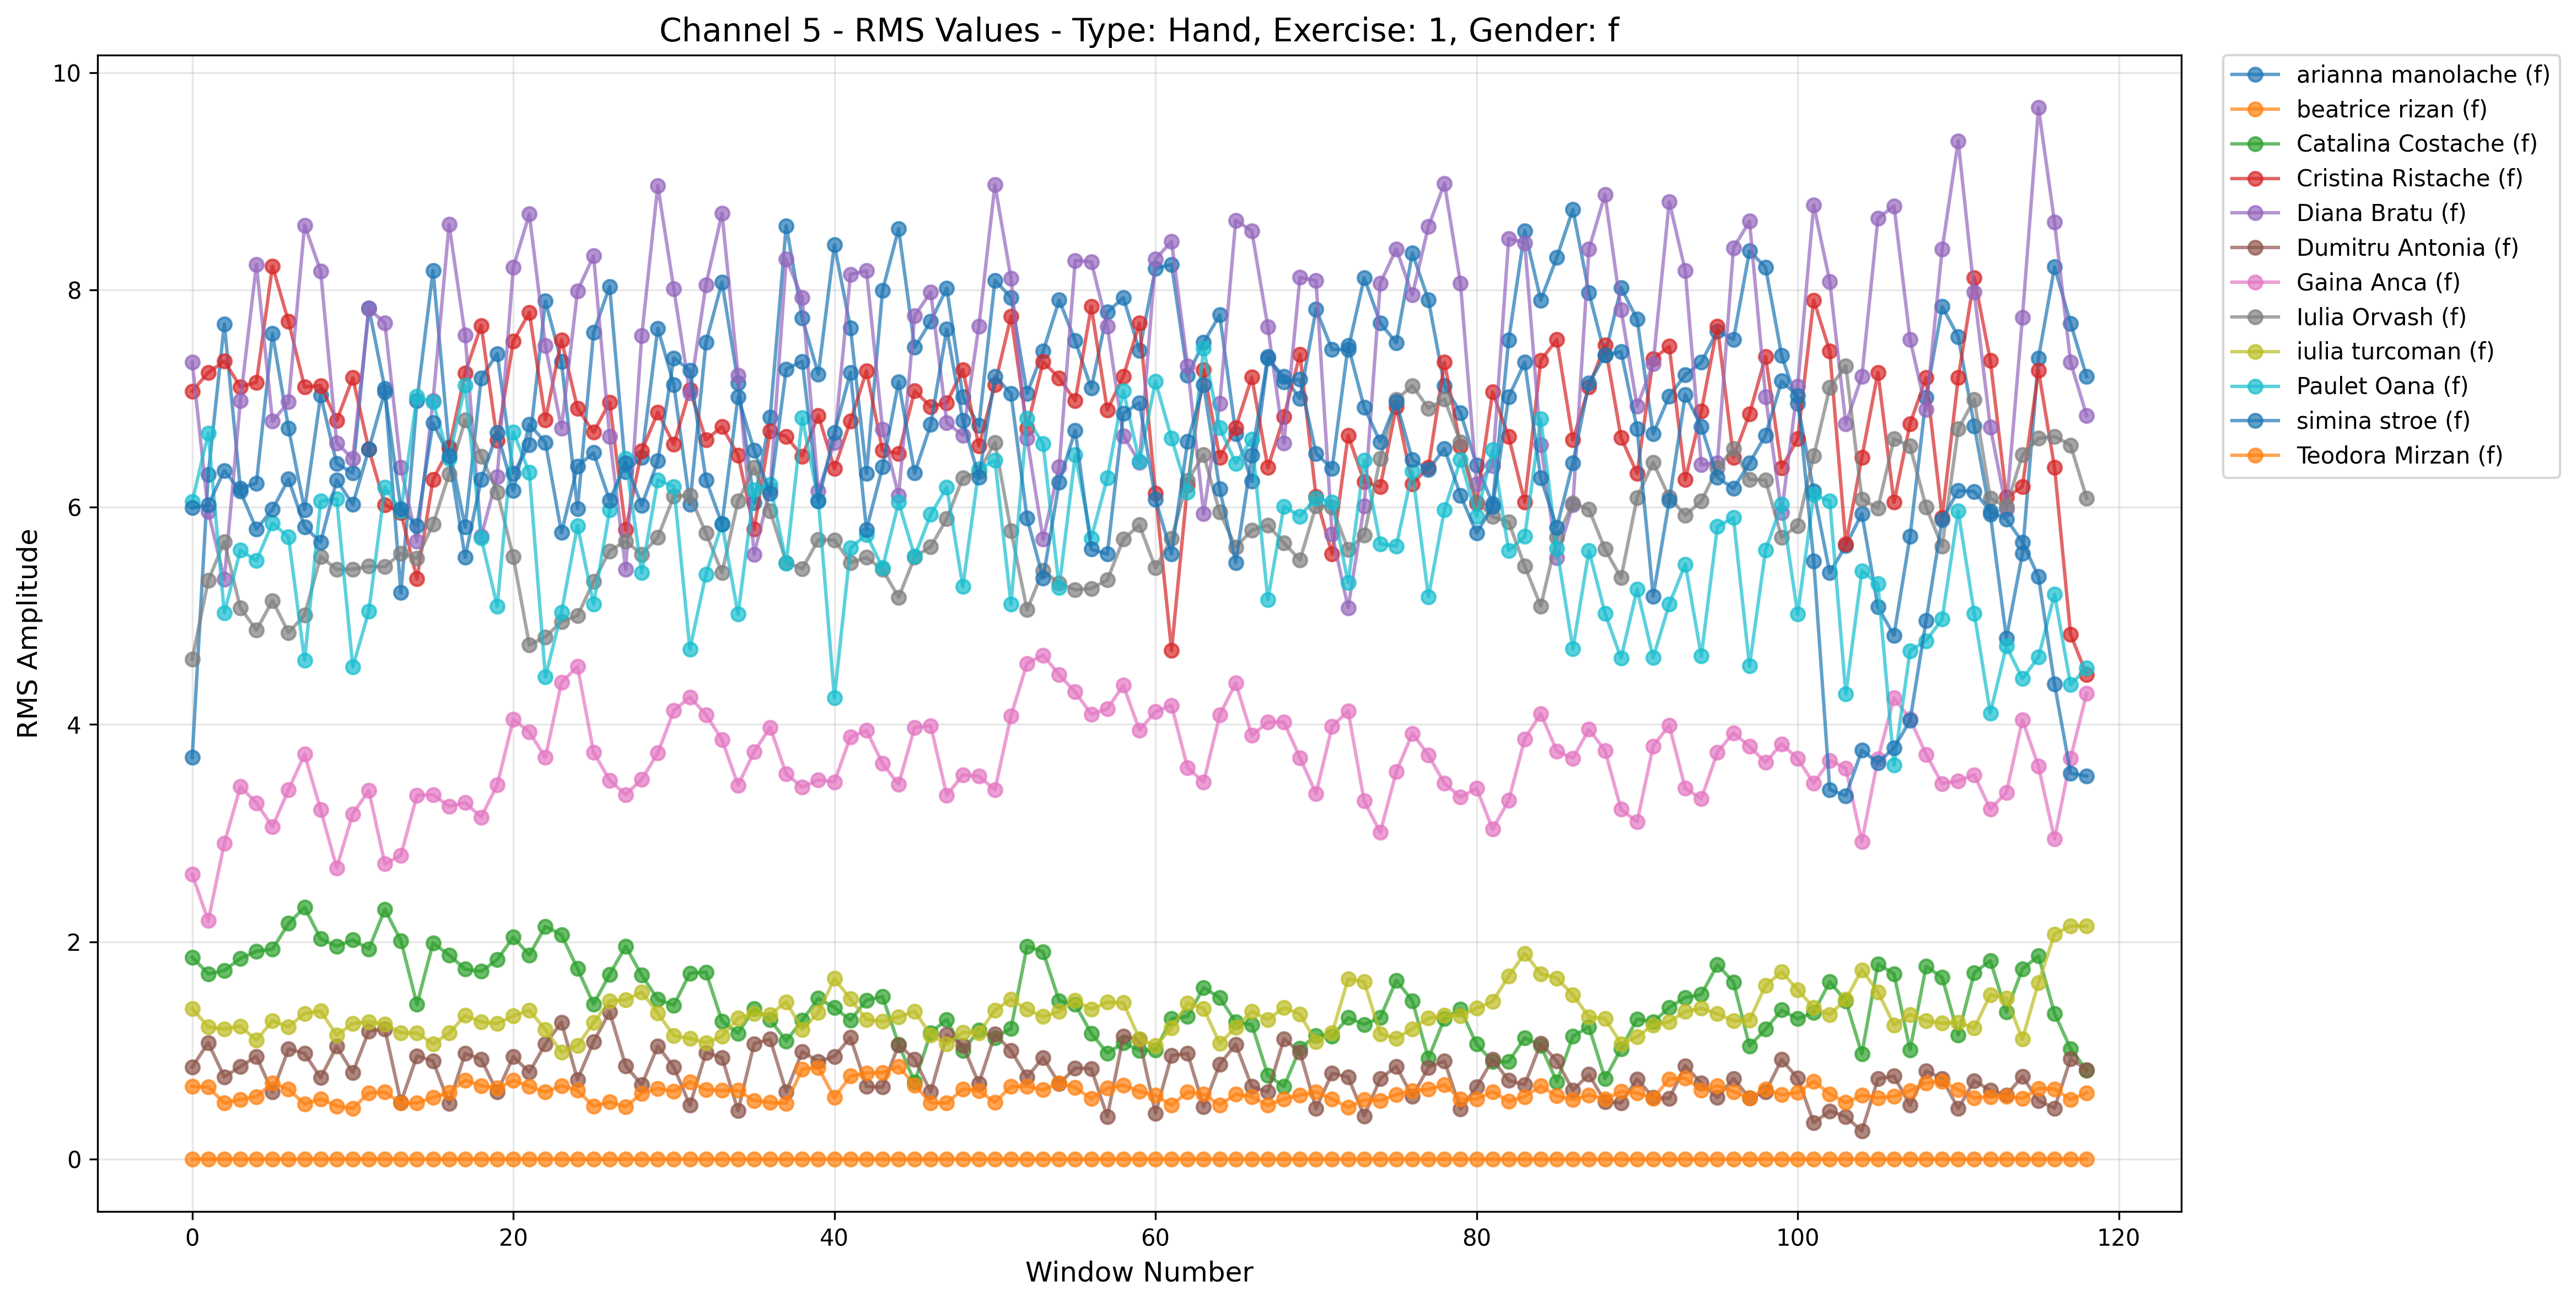 Channel 5 - RMS Values - Type: Hand, Exercise: 1, Gender: f
RMS Amplitude
10
8
6
4
2
0
0 20 40 60 80 100 120
Window Number
arianna manolache (f)
beatrice rizan (f)
Catalina Costache (f)
Cristina Ristache (f)
Diana Bratu (f)
Dumitru Antonia (f)
Gaina Anca (f)
Iulia Orvash (f)
iulia turcoman (f)
Paulet Oana (f)
simina stroe (f)
Teodora Mirzan (f)